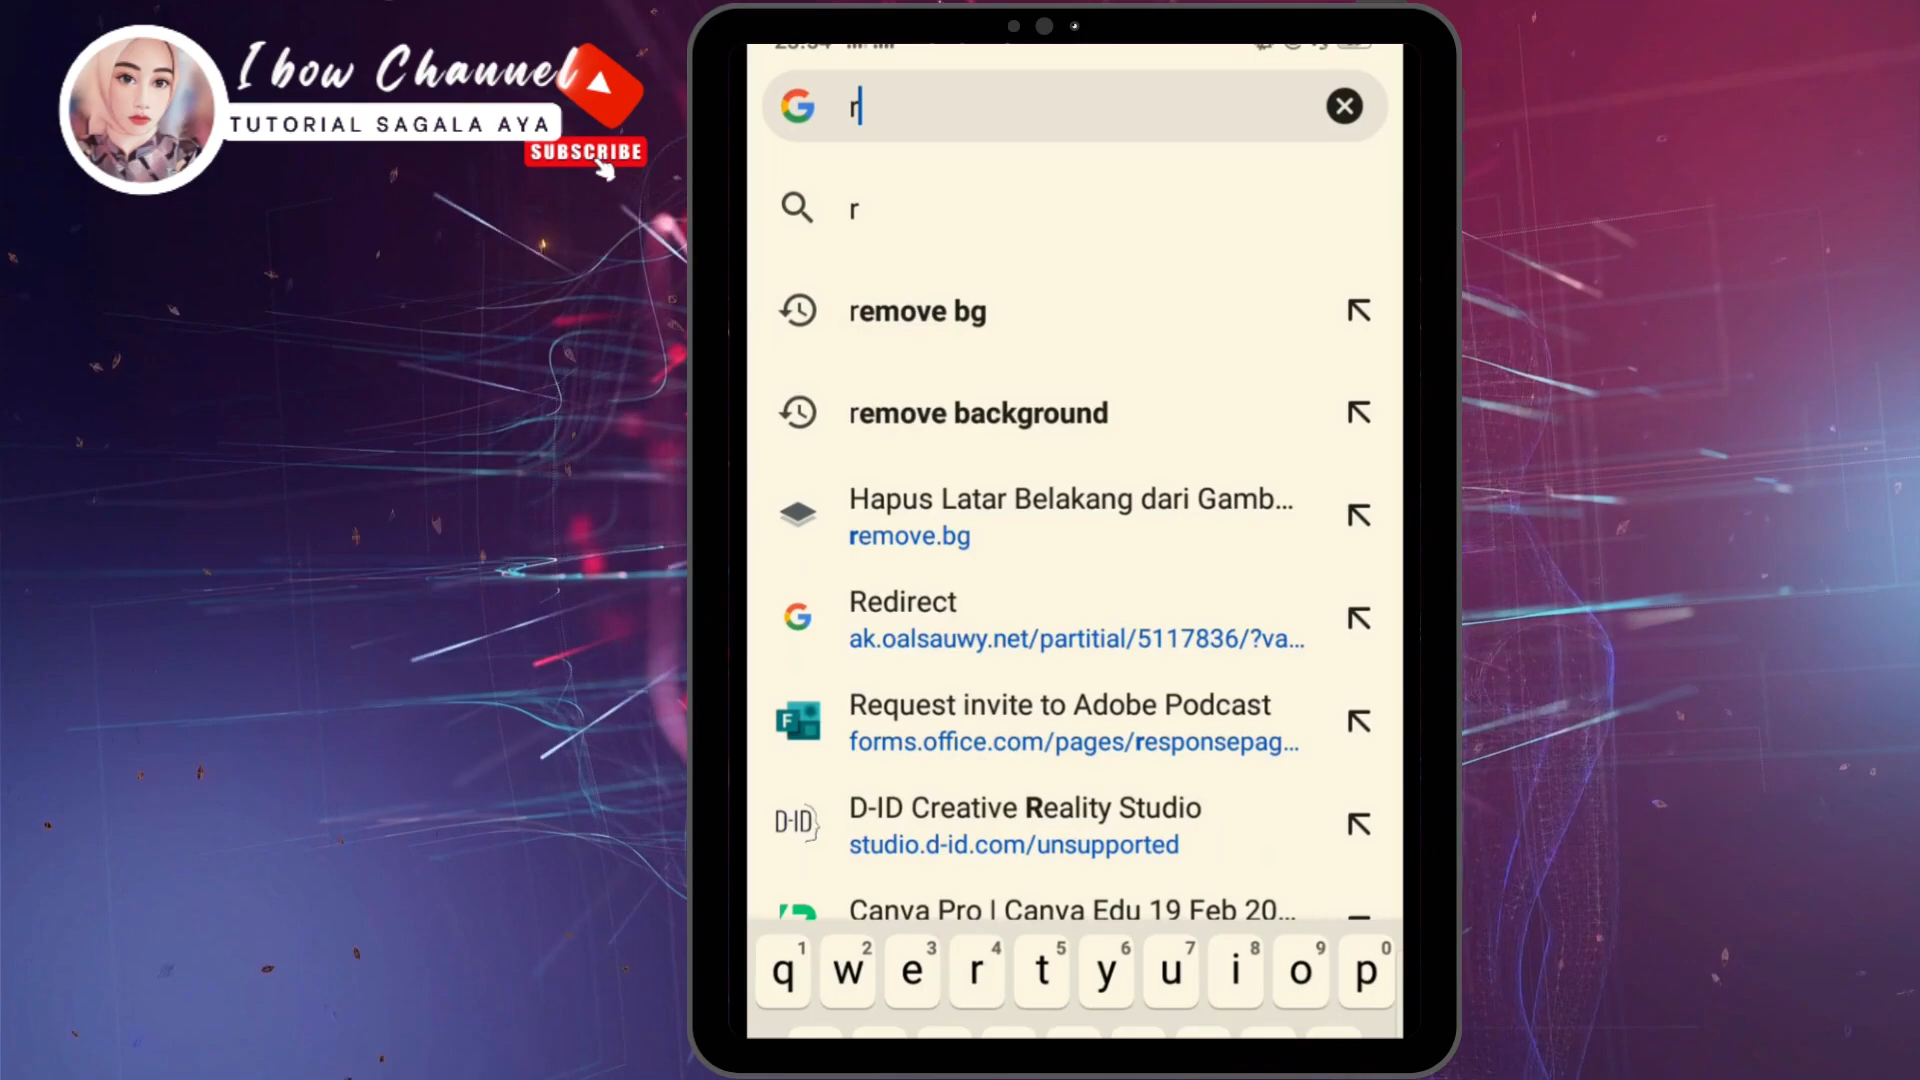 I bow Channel
TUTORIAL SAGALA AYA
SUBSCRIBE
r
r
remove bg
remove background
Hapus Latar Belakang dari Gamb...
remove.bg
Redirect
ak.oalsauwy.net/partitial/5117836/?va...
Request invite to Adobe Podcast
forms.office.com/pages/responsepag...
D-ID
D-ID Creative Reality Studio
studio.d-id.com/unsupported
Canva Pro | Canva Edu 19 Feb 20...
1 2 3 4 5 6 7 8 9 0
q w e r t y u i o p